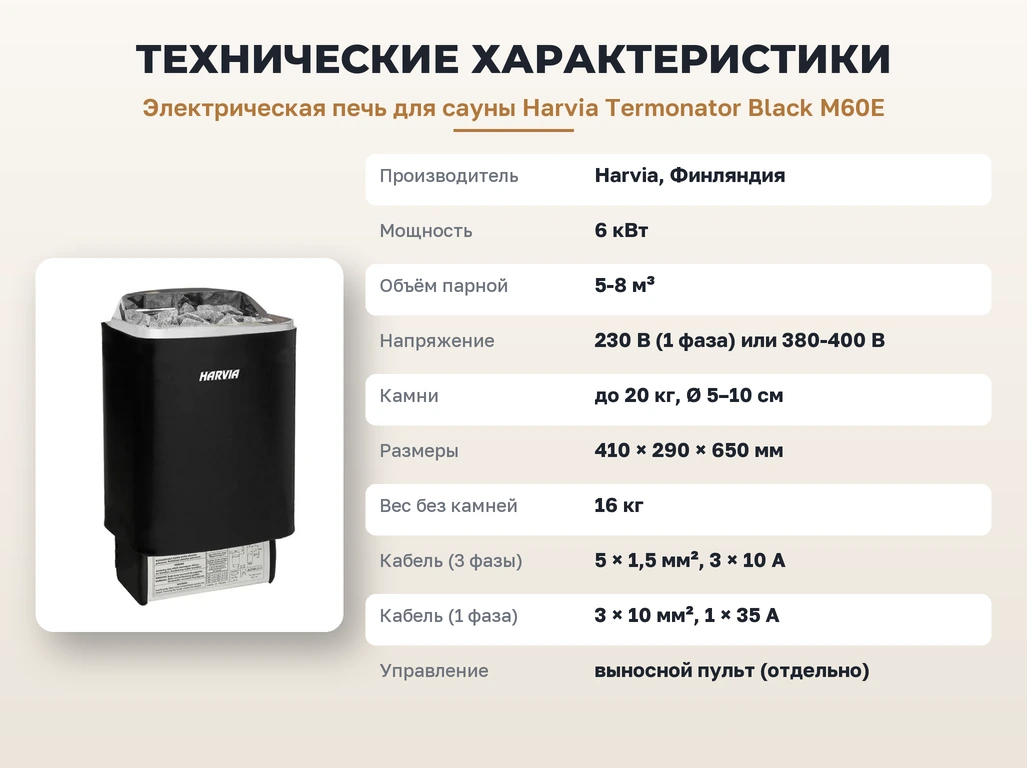 ТЕХНИЧЕСКИЕ ХАРАКТЕРИСТИКИ
Электрическая печь для сауны Harvia Termonator Black M60E
Производитель Harvia, Финляндия
Мощность 6 кВт
Объём парной 5-8 м³
Напряжение 230 В (1 фаза) или 380-400 В
Камни до 20 кг, Ø 5–10 см
Размеры 410 × 290 × 650 мм
Вес без камней 16 кг
Кабель (3 фазы) 5 × 1,5 мм², 3 × 10 А
Кабель (1 фаза) 3 × 10 мм², 1 × 35 А
Управление выносной пульт (отдельно)
HARVIA